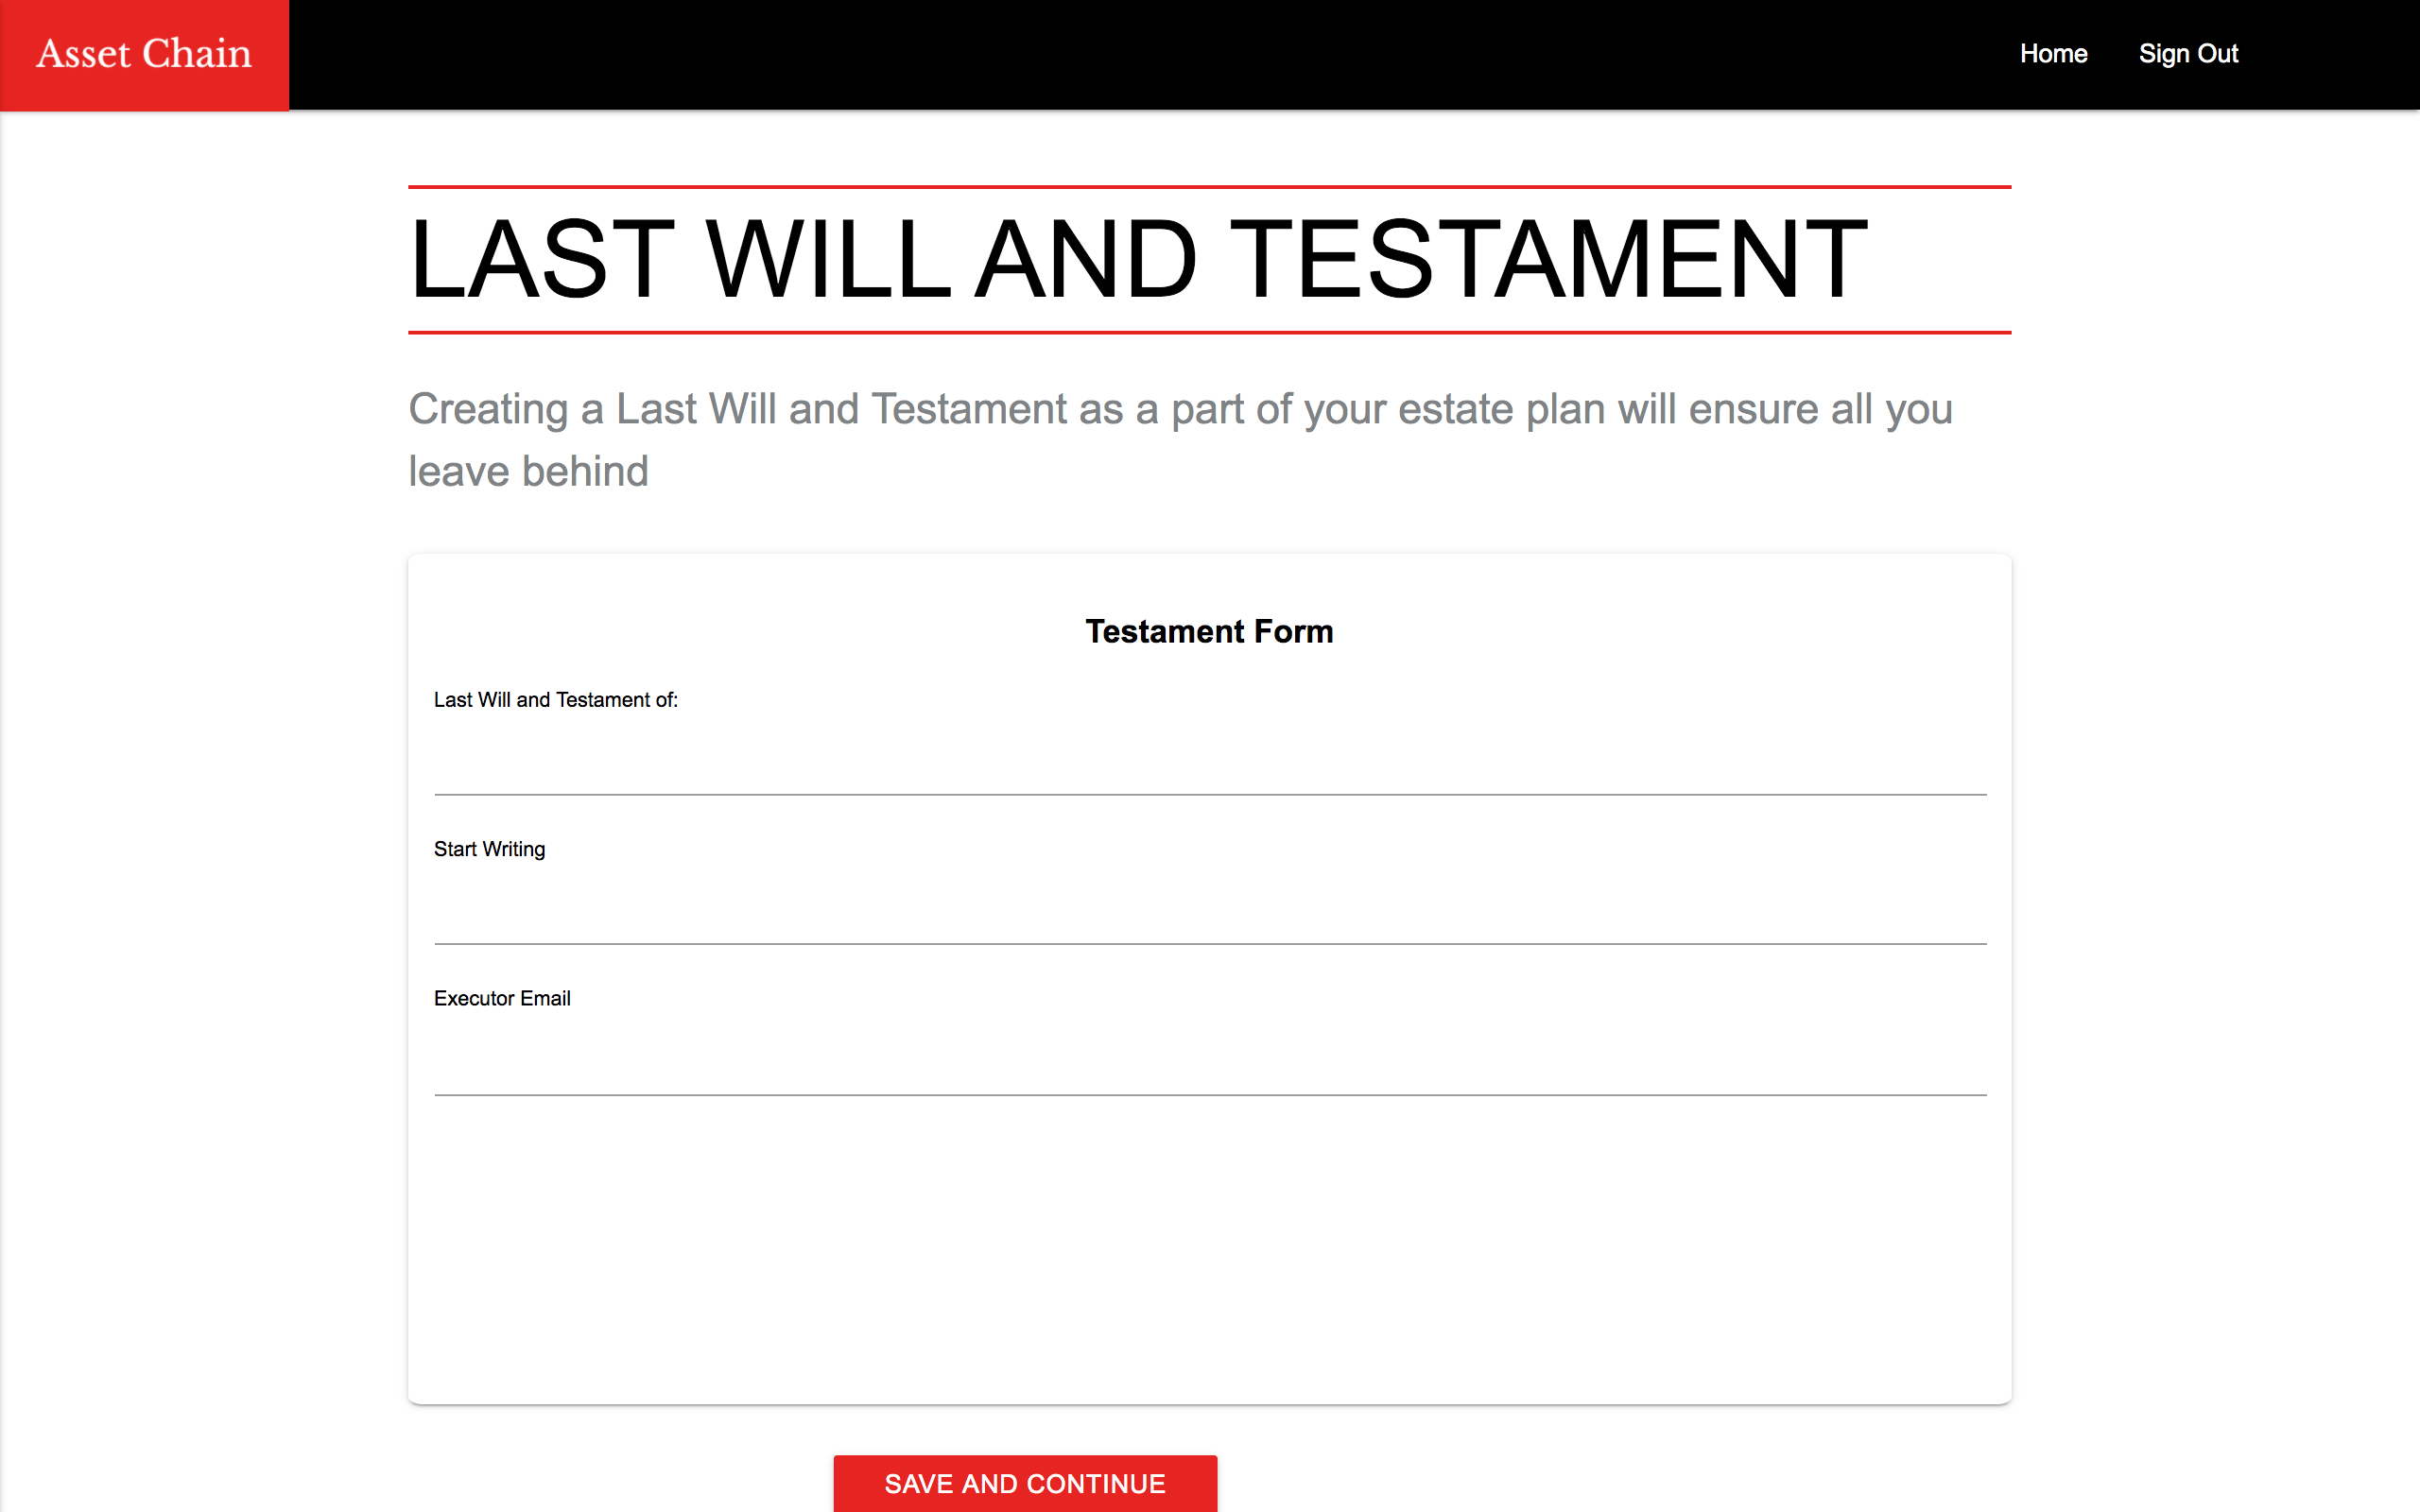 Asset Chain
Home
Sign Out
LAST WILL AND TESTAMENT
Creating a Last Will and Testament as a part of your estate plan will ensure all you
leave behind
Testament Form
Last Will and Testament of:
Start Writing
Executor Email
SAVE AND CONTINUE